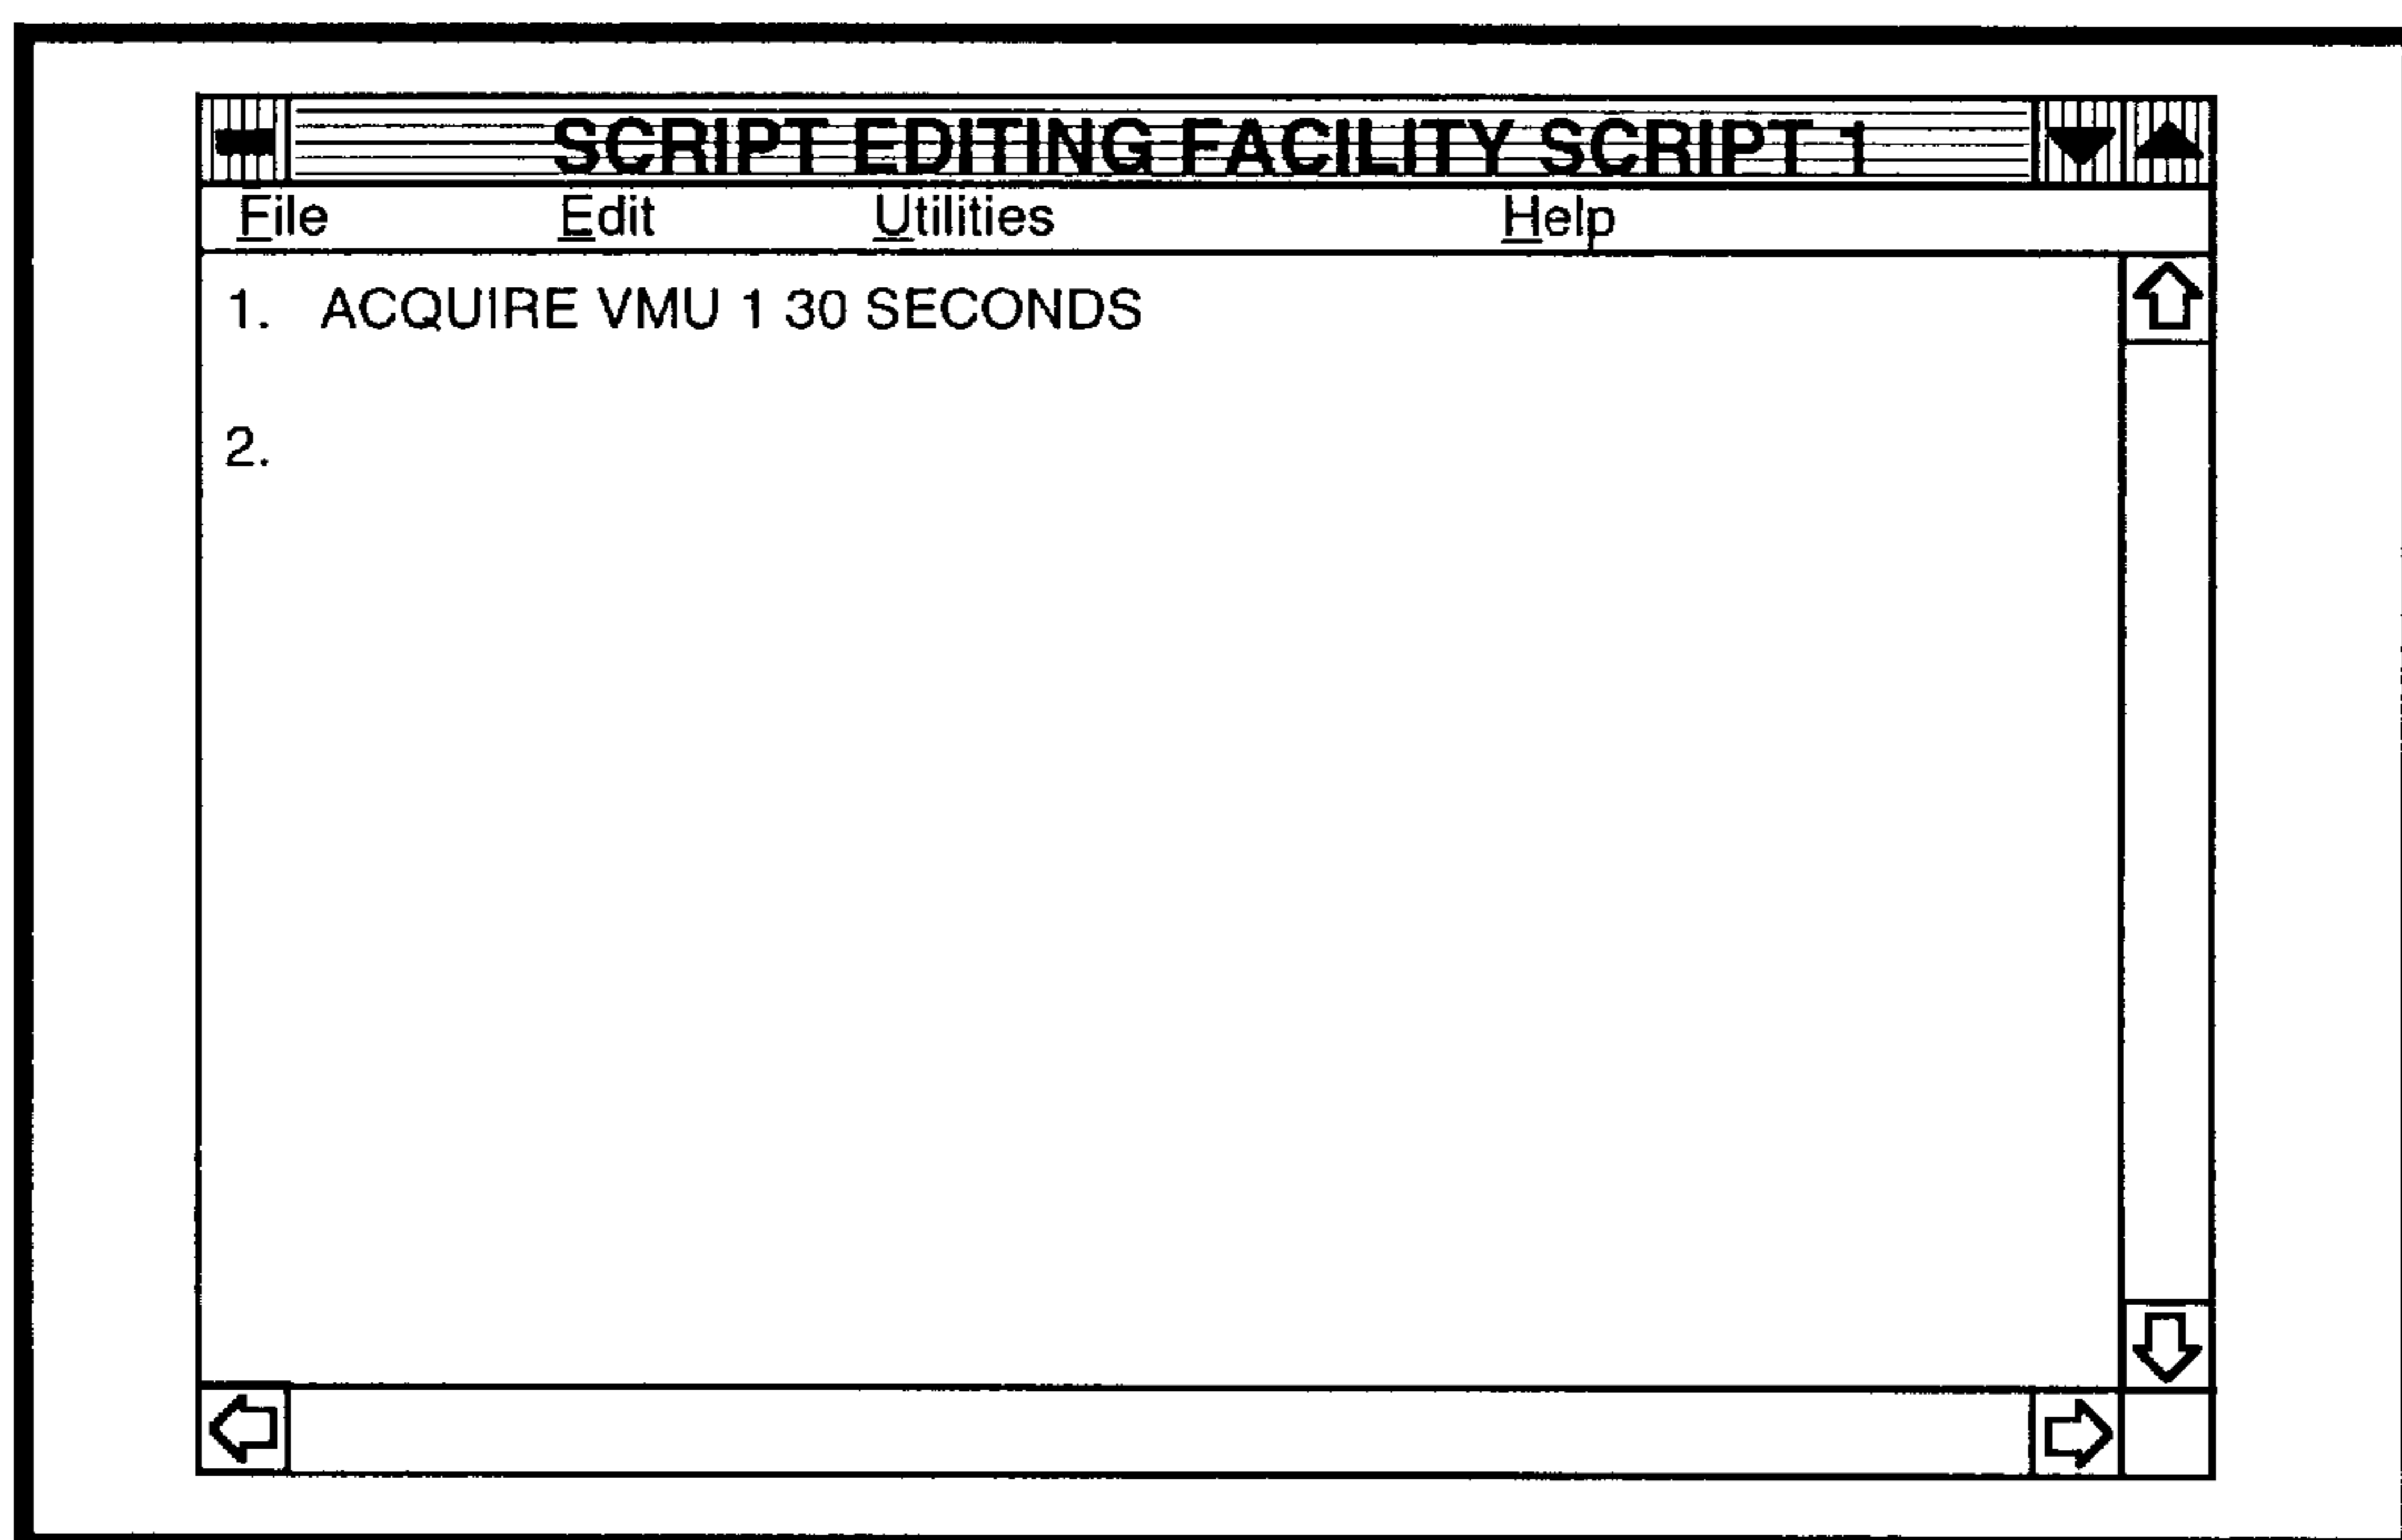 SCRIPT EDITING FACILITY SCRIPT 1
File Edit Utilities Help
1. ACQUIRE VMU 1 30 SECONDS
2.